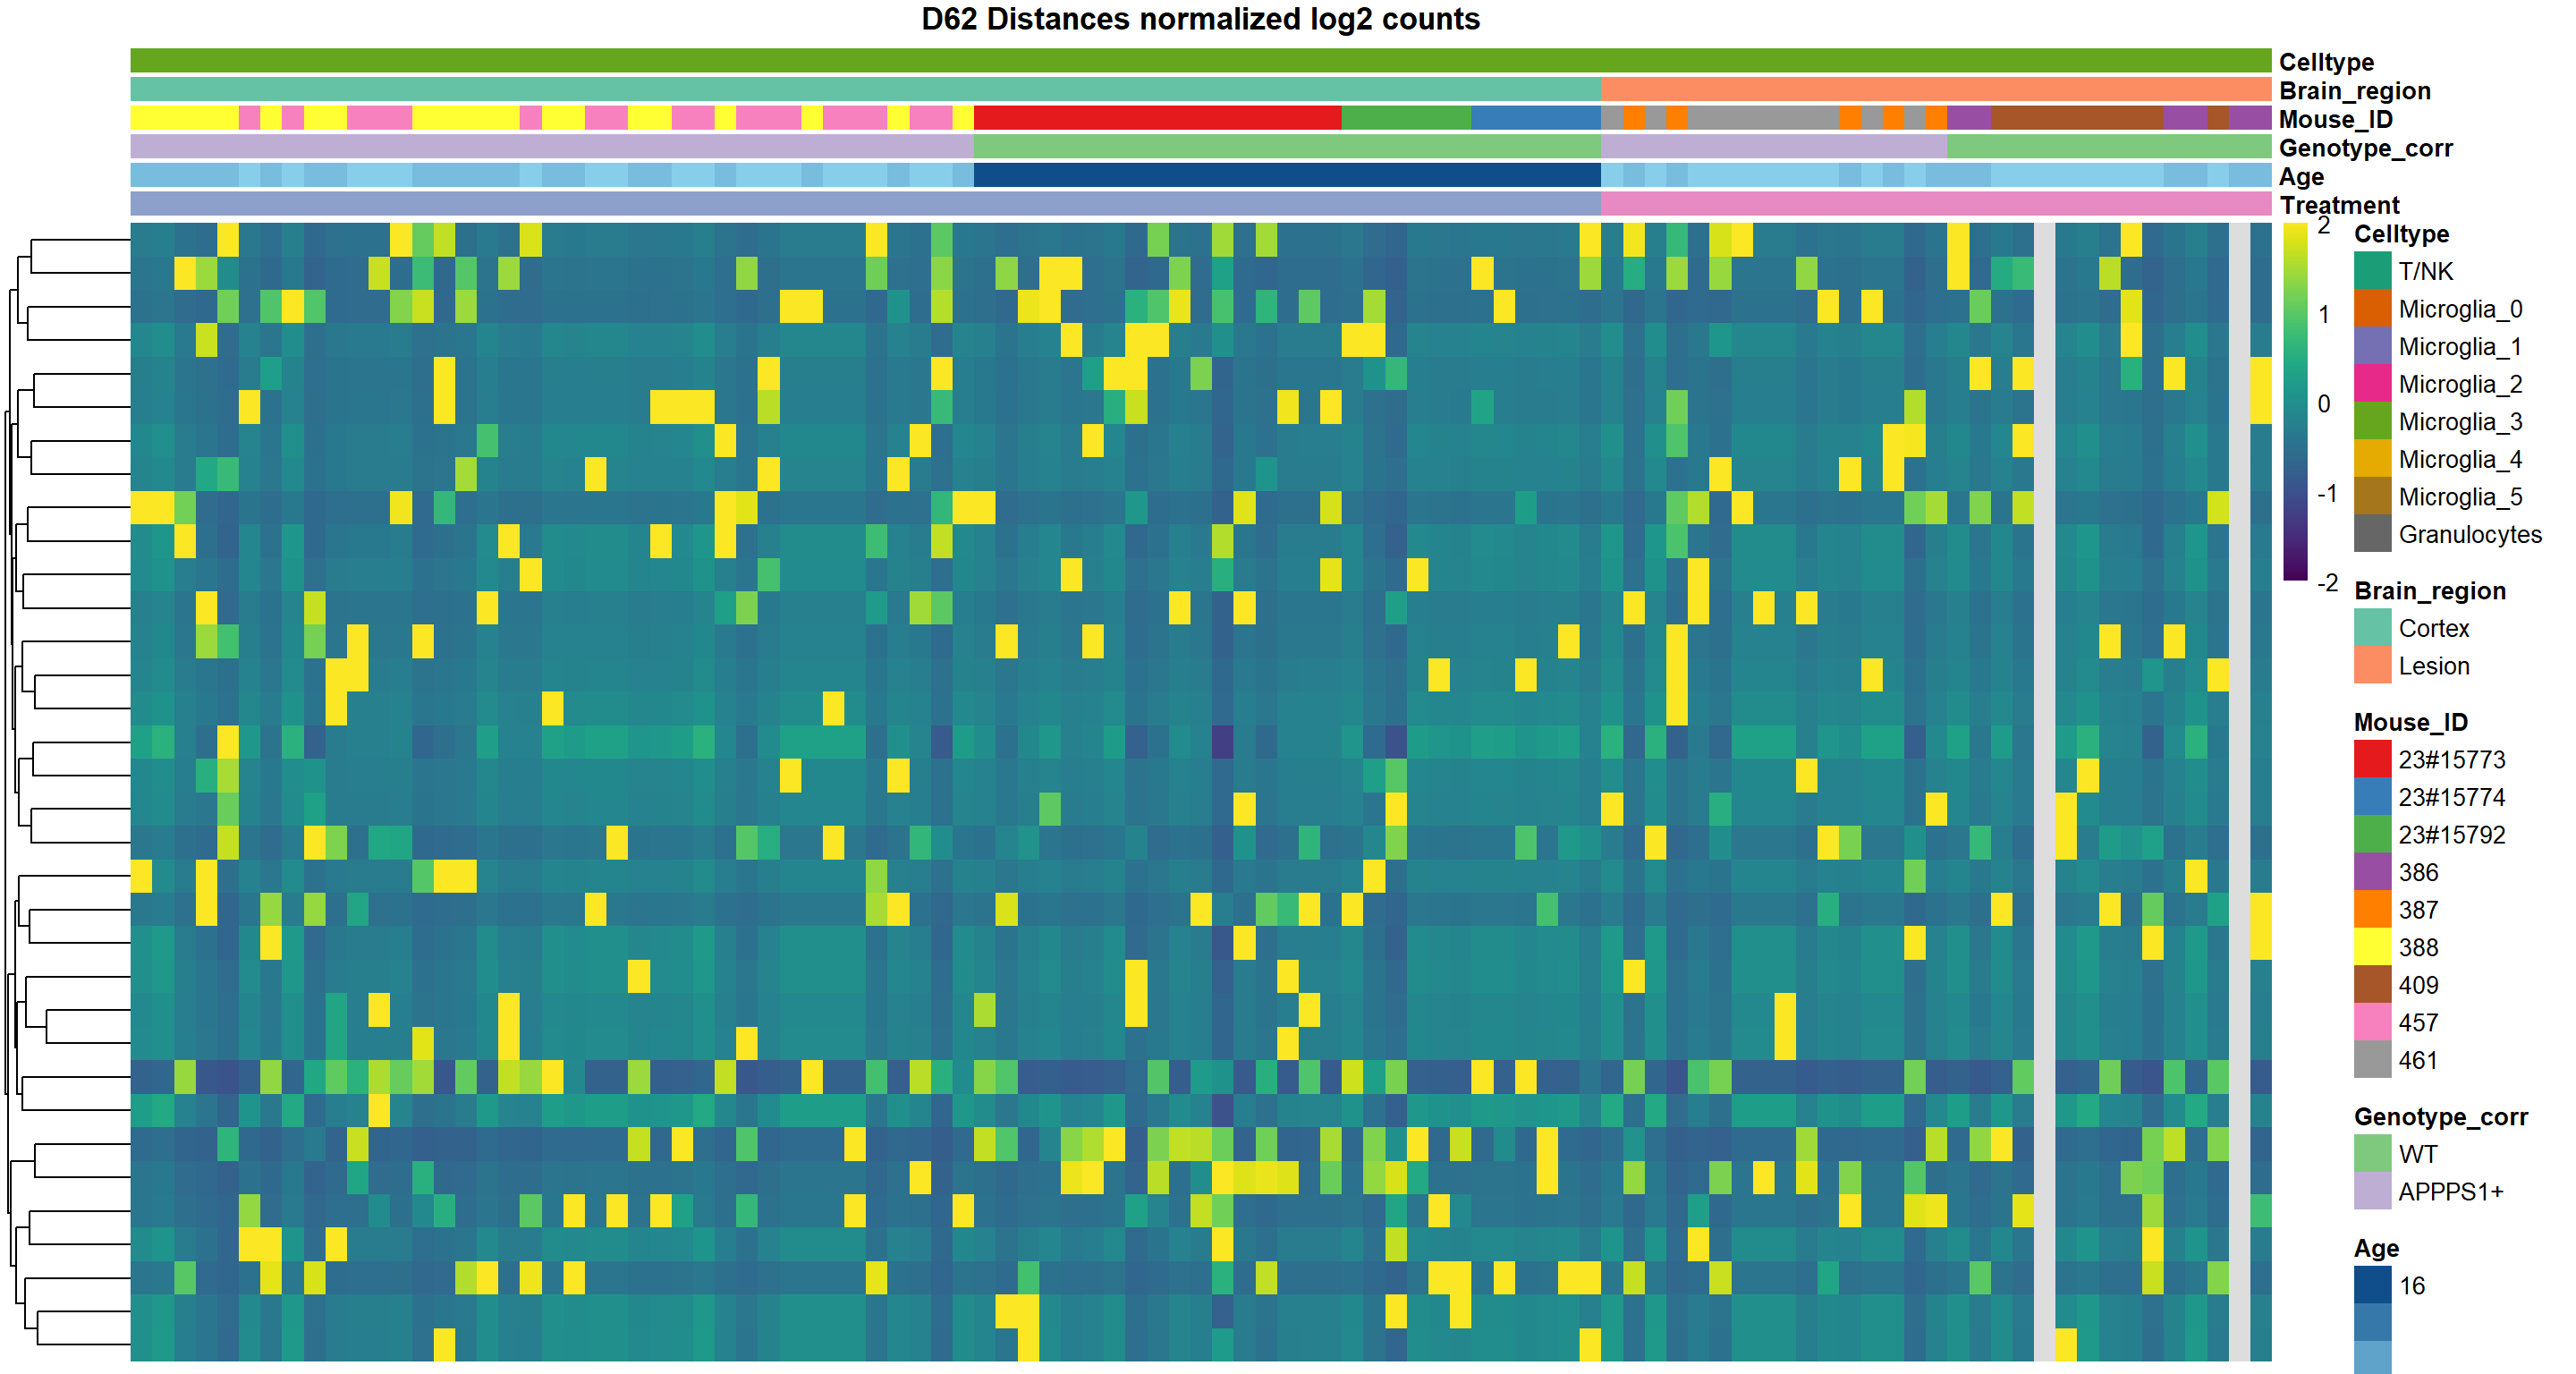 D62 Distances normalized log2 counts
Celltype
Brain_region
Mouse_ID
Genotype_corr
Age
Treatment
2
1
0
-1
-2
Celltype
T/NK
Microglia_0
Microglia_1
Microglia_2
Microglia_3
Microglia_4
Microglia_5
Granulocytes
Brain_region
Cortex
Lesion
Mouse_ID
23#15773
23#15774
23#15792
386
387
388
409
457
461
Genotype_corr
WT
APPPS1+
Age
16